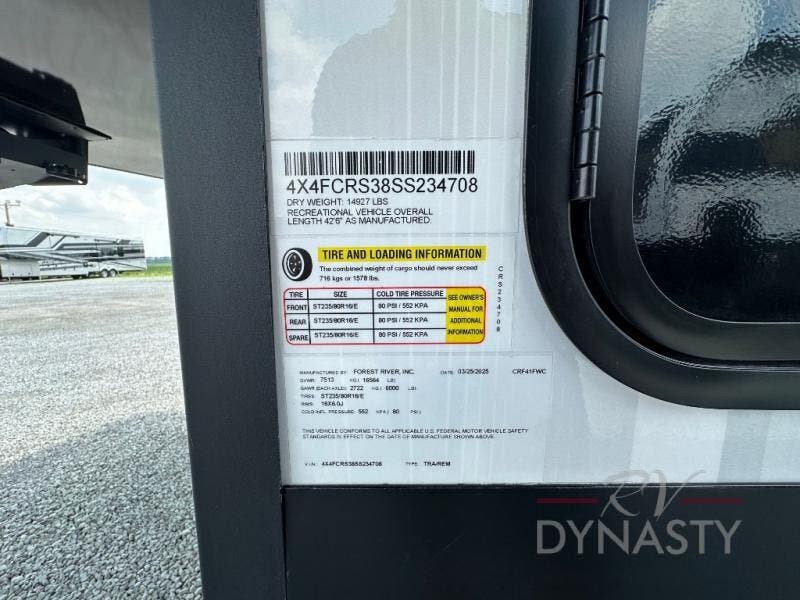 4X4FCRS38SS234708
DRY WEIGHT: 14927 LBS
RECREATIONAL VEHICLE OVERALL
LENGTH 42'6" AS MANUFACTURED.
TIRE AND LOADING INFORMATION
The combined weight of cargo should never exceed
716 kgs or 1578 lbs.
CRS234708
TIRE SIZE COLD TIRE PRESSURE
FRONT ST235/80R16/E 80 PSI / 552 KPA
REAR ST235/80R16/E 80 PSI / 552 KPA
SPARE ST235/80R16/E 80 PSI / 552 KPA
SEE OWNER'S
MANUAL FOR
ADDITIONAL
INFORMATION
MANUFACTURED BY: FOREST RIVER, INC. DATE: 03/25/2025 CRF41FWC
GVWR: 7513 KG ( 16564 LB)
GAWR (EACH AXLE): 2722 KG ( 6000 LB)
TIRES: ST235/80R16/E
RIMS: 16X6.0J
COLD INFL. PRESSURE: 552 KPA ( 80 PSI )
THIS VEHICLE CONFORMS TO ALL APPLICABLE U.S. FEDERAL MOTOR VEHICLE SAFETY
STANDARDS IN EFFECT ON THE DATE OF MANUFACTURE SHOWN ABOVE.
V.I.N.: 4X4FCRS38SS234708 TYPE: TRA/REM
RV
DYNASTY